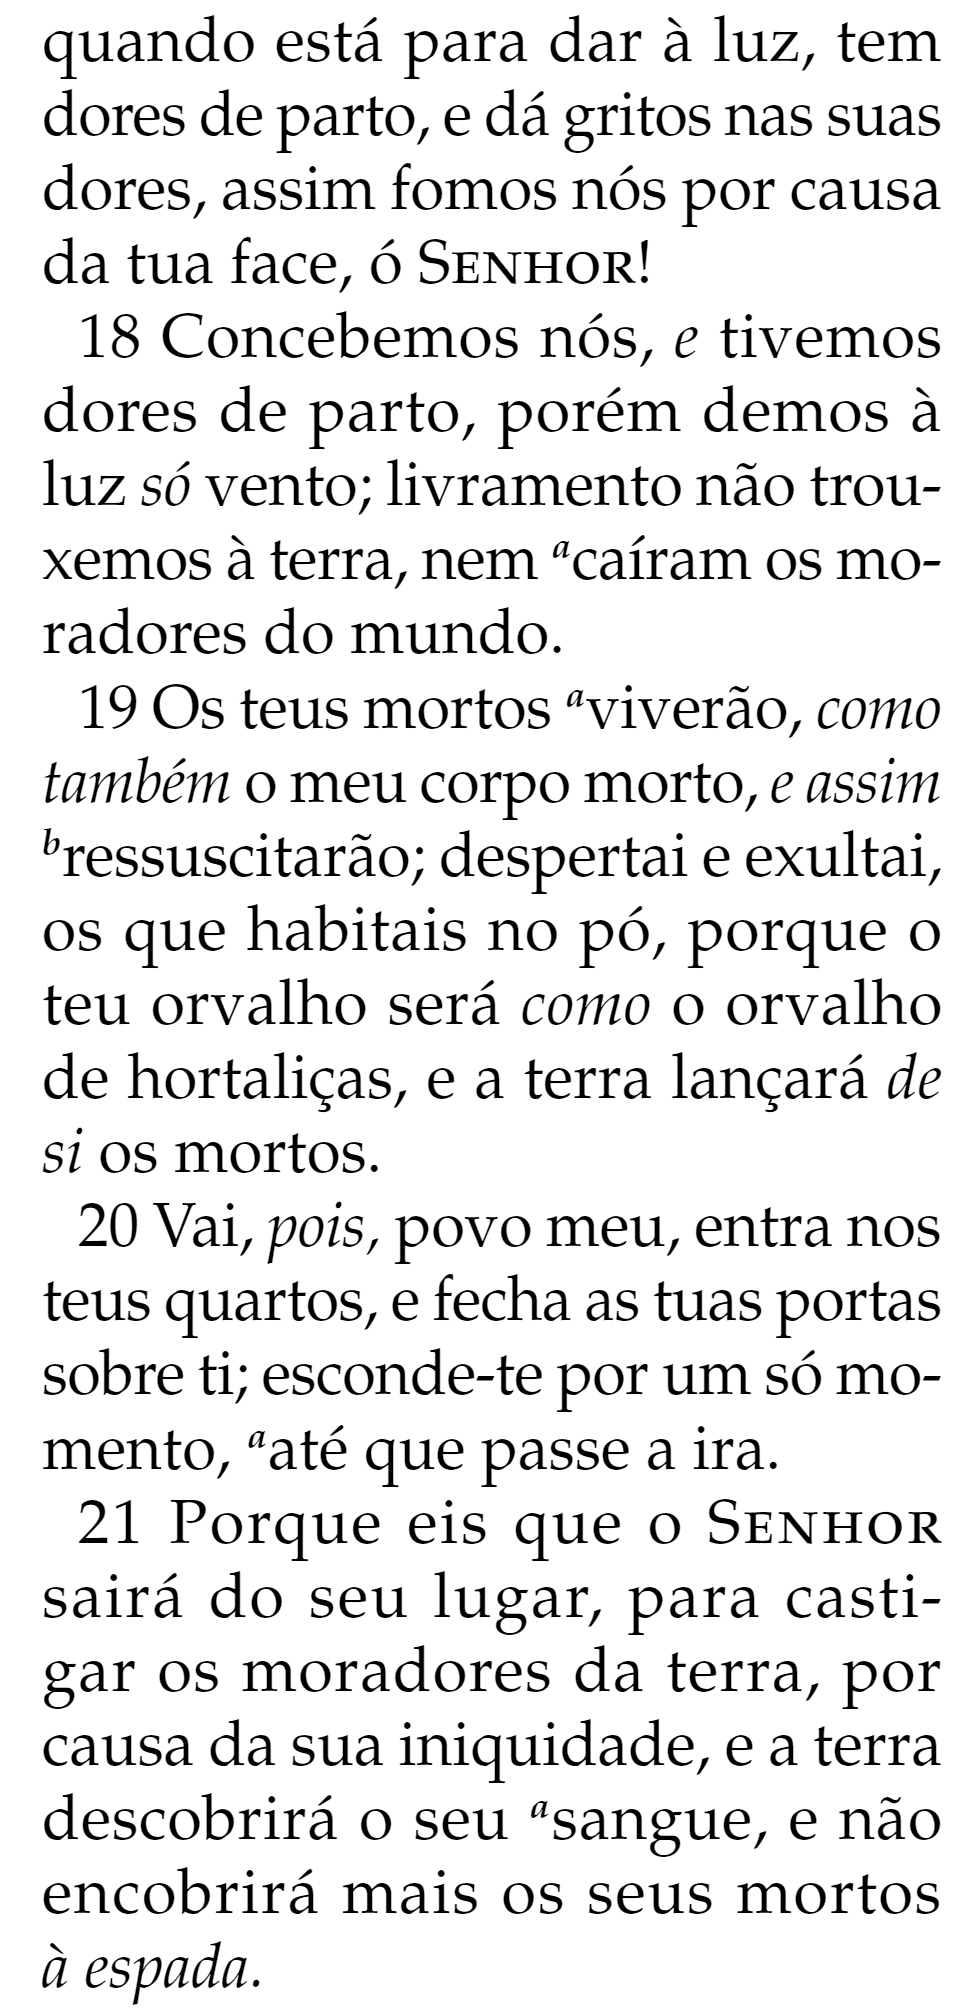 quando está para dar à luz, tem
dores de parto, e dá gritos nas suas
dores, assim fomos nós por causa
da tua face, ó Senhor!
18 Concebemos nós, e tivemos
dores de parto, porém demos à
luz só vento; livramento não trou-
xemos à terra, nem acaíram os mo-
radores do mundo.
19 Os teus mortos aviverão, como
também o meu corpo morto, e assim
bressuscitarão; despertai e exultai,
os que habitais no pó, porque o
teu orvalho será como o orvalho
de hortaliças, e a terra lançará de
si os mortos.
20 Vai, pois, povo meu, entra nos
teus quartos, e fecha as tuas portas
sobre ti; esconde-te por um só mo-
mento, aaté que passe a ira.
21 Porque eis que o Senhor
sairá do seu lugar, para casti-
gar os moradores da terra, por
causa da sua iniquidade, e a terra
descobrirá o seu asangue, e não
encobrirá mais os seus mortos
à espada.